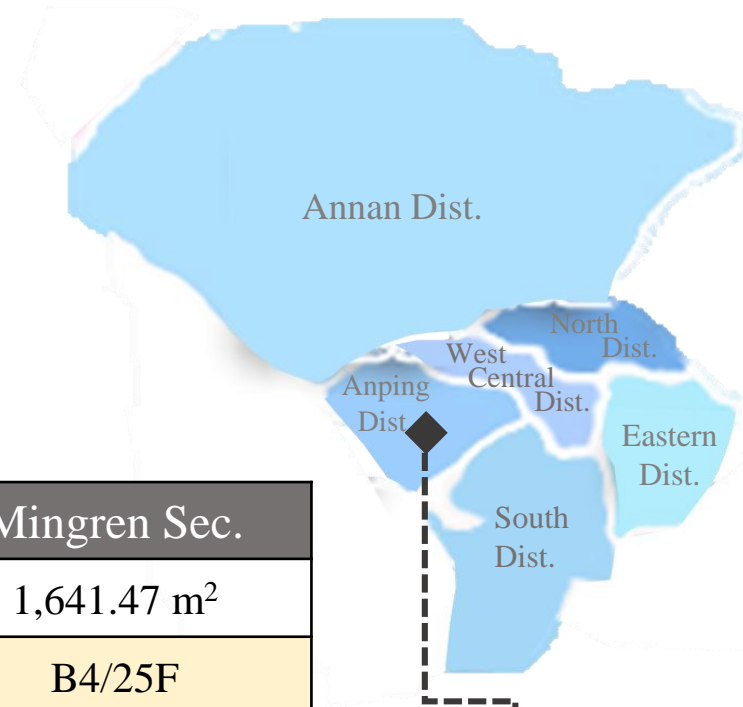 Annan Dist.
North
Dist.
West
Central
Dist.
Anping
Dist
Eastern
Dist.
South
Dist.
Mingren Sec.
1,641.47 m²
B4/25F